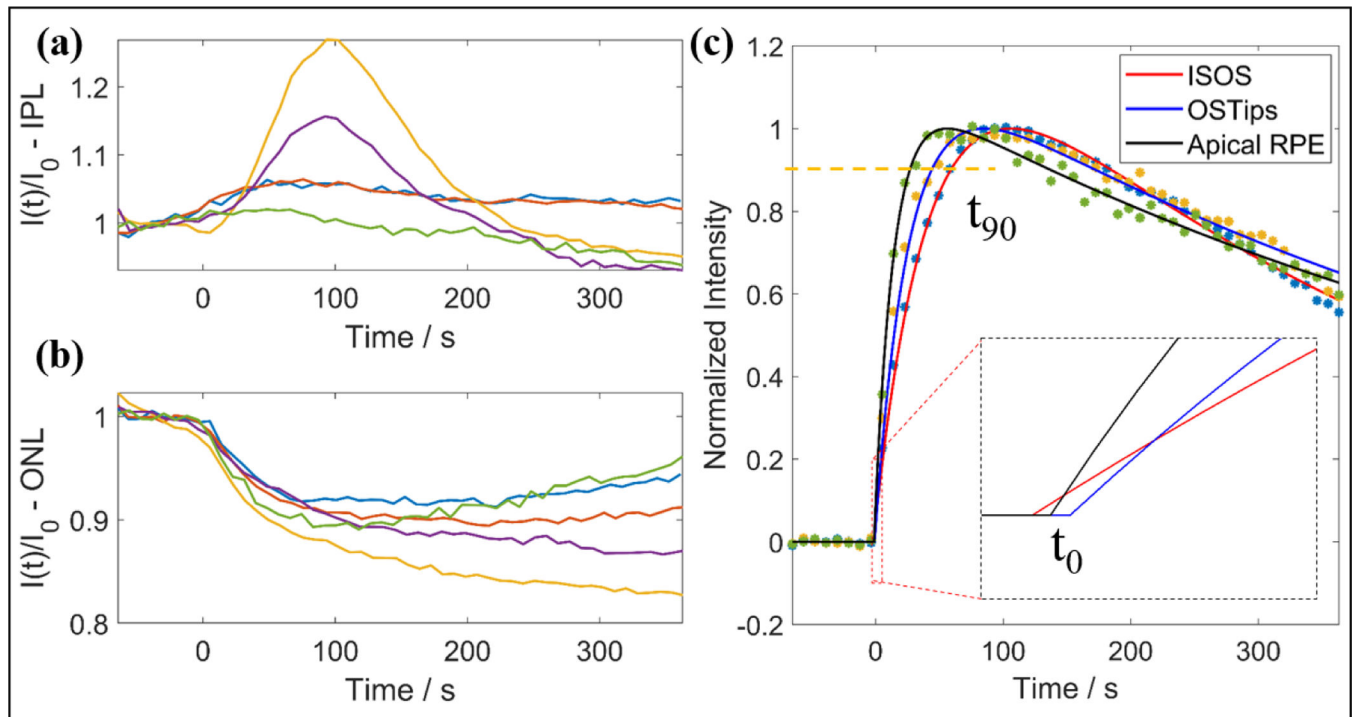 (a)
I(t)/I0 - IPL
1.2
1.1
1
0 100 200 300
Time / s
(b)
I(t)/I0 - ONL
1
0.9
0.8
0 100 200 300
Time / s
(c)
Normalized Intensity
1.2
1
0.8
0.6
0.4
0.2
0
-0.2
ISOS
OSTips
Apical RPE
t90
t0
0 100 200 300
Time / s